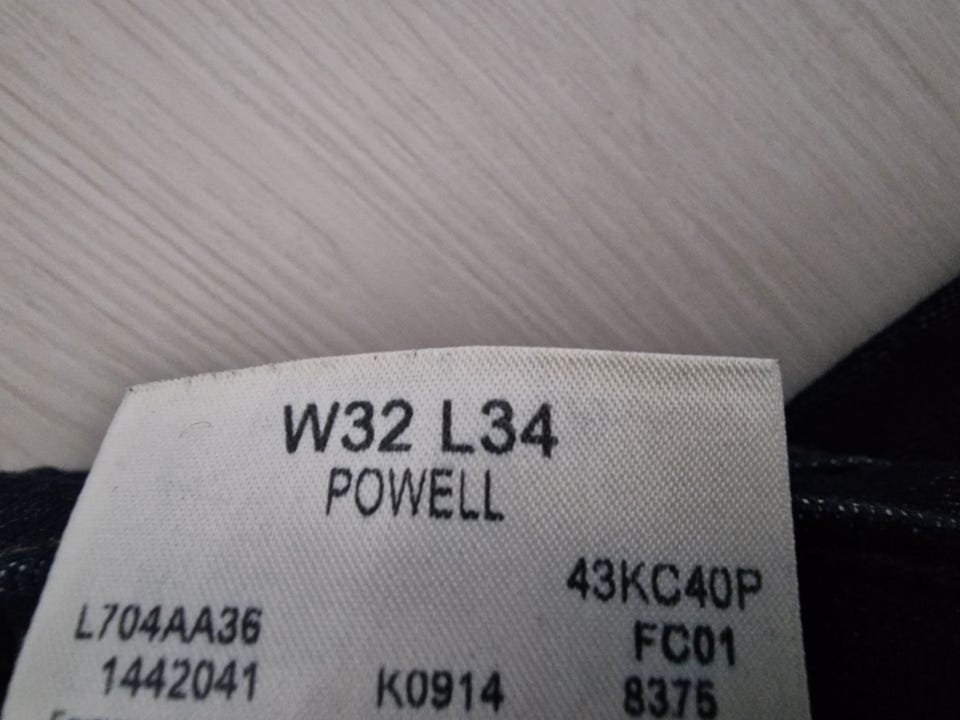 W32 L34
POWELL
43KC40P
L704AA36 FC01
1442041 K0914 8375